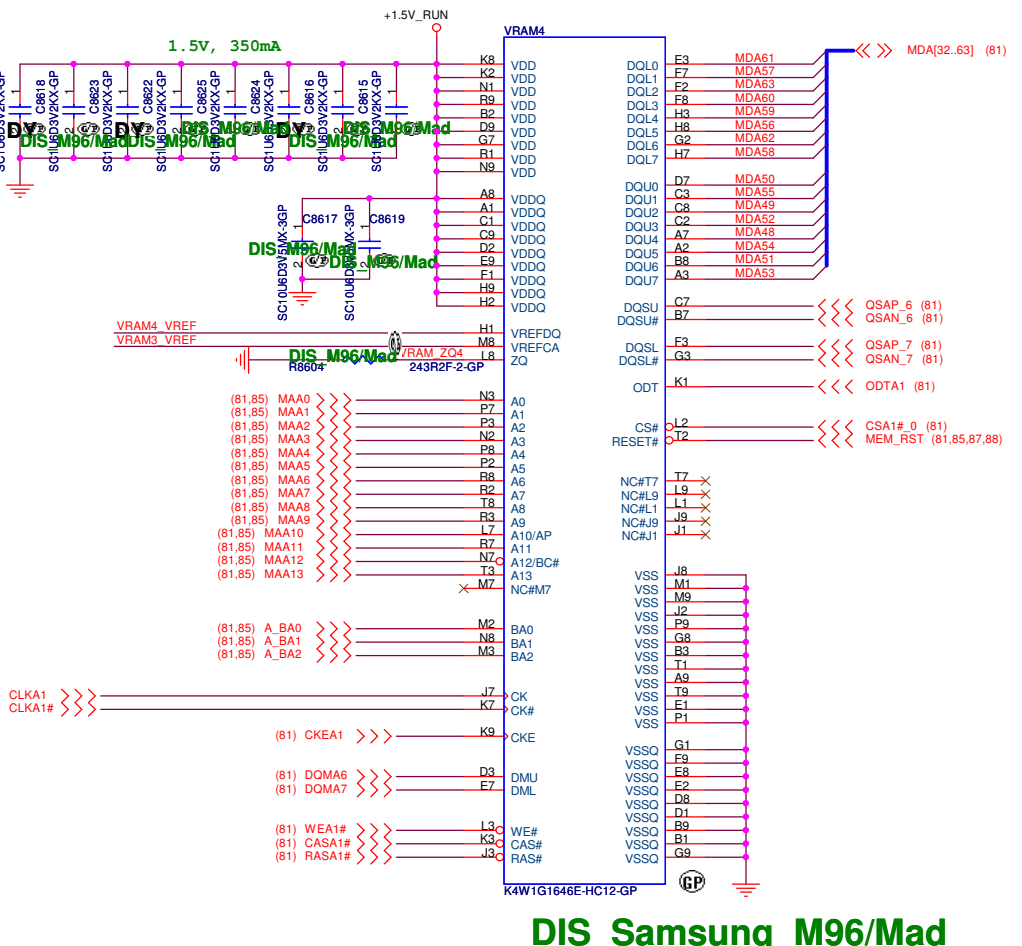 +1.5V_RUN
1.5V, 350mA
VRAM4
C8618
C8623
C8622
C8625
C8624
C8616
C8615
SC1U6D3V2KX-GP
DY
DIS_M96/Mad
C8617
C8619
SC10U6D3V5MX-3GP
DIS_M96/Mad
K8 VDD
K2 VDD
N1 VDD
R9 VDD
B2 VDD
D9 VDD
G7 VDD
R1 VDD
N9 VDD
A8 VDDQ
A1 VDDQ
C1 VDDQ
C9 VDDQ
D2 VDDQ
E9 VDDQ
F1 VDDQ
H9 VDDQ
H2 VDDQ
VRAM4_VREF H1 VREFDQ
VRAM3_VREF M8 VREFCA
DIS_M96/Mad VRAM_ZQ4 L8 ZQ
R8604 243R2F-2-GP
(81,85) MAA0 N3 A0
(81,85) MAA1 P7 A1
(81,85) MAA2 P3 A2
(81,85) MAA3 N2 A3
(81,85) MAA4 P8 A4
(81,85) MAA5 P2 A5
(81,85) MAA6 R8 A6
(81,85) MAA7 R2 A7
(81,85) MAA8 T8 A8
(81,85) MAA9 R3 A9
(81,85) MAA10 L7 A10/AP
(81,85) MAA11 R7 A11
(81,85) MAA12 N7 A12/BC#
(81,85) MAA13 T3 A13
M7 NC#M7
(81,85) A_BA0 M2 BA0
(81,85) A_BA1 N8 BA1
(81,85) A_BA2 M3 BA2
CLKA1 J7 CK
CLKA1# K7 CK#
(81) CKEA1 K9 CKE
(81) DQMA6 D3 DMU
(81) DQMA7 E7 DML
(81) WEA1# L3 WE#
(81) CASA1# K3 CAS#
(81) RASA1# J3 RAS#
MDA[32..63] (81)
DQL0 E3 MDA61
DQL1 F7 MDA57
DQL2 F2 MDA63
DQL3 F8 MDA60
DQL4 H3 MDA59
DQL5 H8 MDA56
DQL6 G2 MDA62
DQL7 H7 MDA58
DQU0 D7 MDA50
DQU1 C3 MDA55
DQU2 C8 MDA49
DQU3 C2 MDA52
DQU4 A7 MDA48
DQU5 A2 MDA54
DQU6 B8 MDA51
DQU7 A3 MDA53
DQSU C7 QSAP_6 (81)
DQSU# B7 QSAN_6 (81)
DQSL F3 QSAP_7 (81)
DQSL# G3 QSAN_7 (81)
ODT K1 ODTA1 (81)
CS# L2 CSA1#_0 (81)
RESET# T2 MEM_RST (81,85,87,88)
NC#T7 T7
NC#L9 L9
NC#L1 L1
NC#J9 J9
NC#J1 J1
VSS J8
VSS M1
VSS M9
VSS J2
VSS P9
VSS G8
VSS B3
VSS T1
VSS A9
VSS T9
VSS E1
VSS P1
VSSQ G1
VSSQ F9
VSSQ E8
VSSQ E2
VSSQ D8
VSSQ D1
VSSQ B9
VSSQ B1
VSSQ G9
GP
K4W1G1646E-HC12-GP
DIS_Samsung_M96/Mad